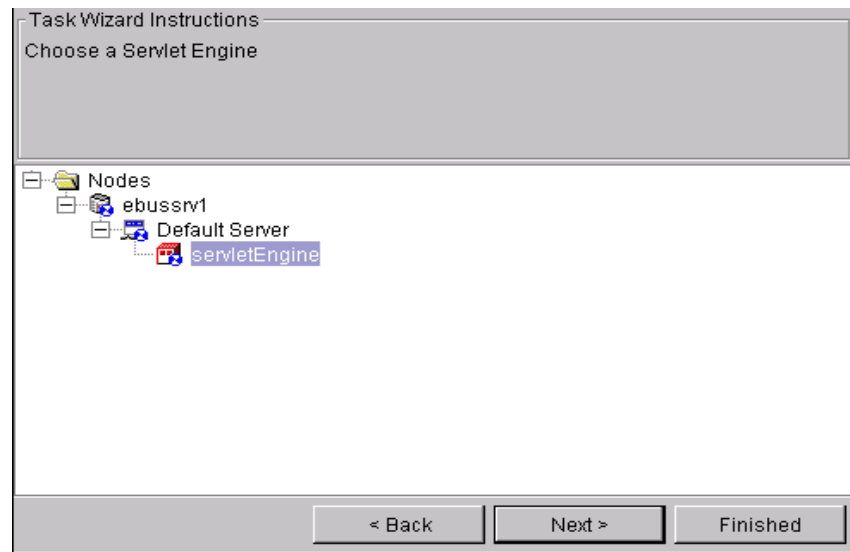 Task Wizard Instructions
Choose a Servlet Engine
Nodes
ebussrv1
Default Server
servletEngine
< Back
Next >
Finished